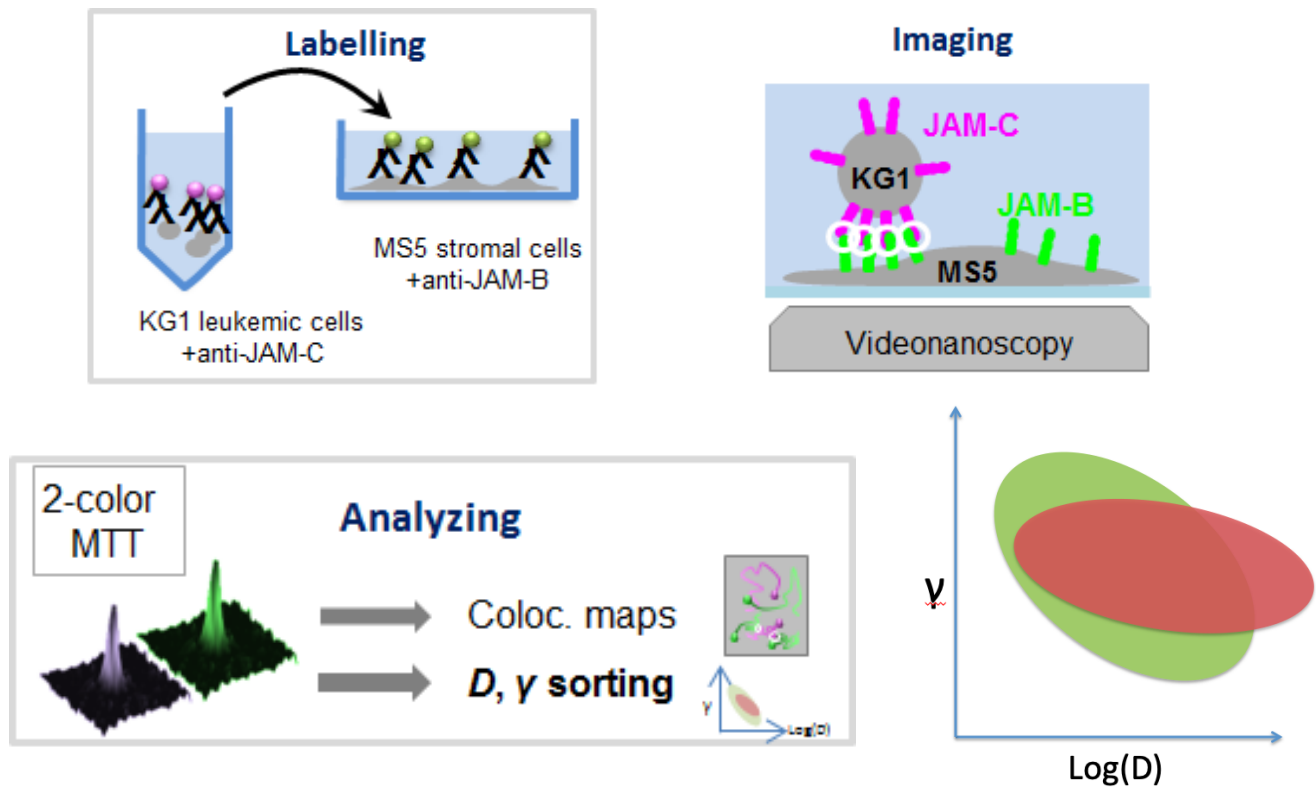 Labelling
MS5 stromal cells
+anti-JAM-B
KG1 leukemic cells
+anti-JAM-C
Imaging
JAM-C
KG1
JAM-B
MS5
Videonanoscopy
2-color
MTT
Analyzing
Coloc. maps
D, γ sorting
γ
Log(D)
γ
Log(D)